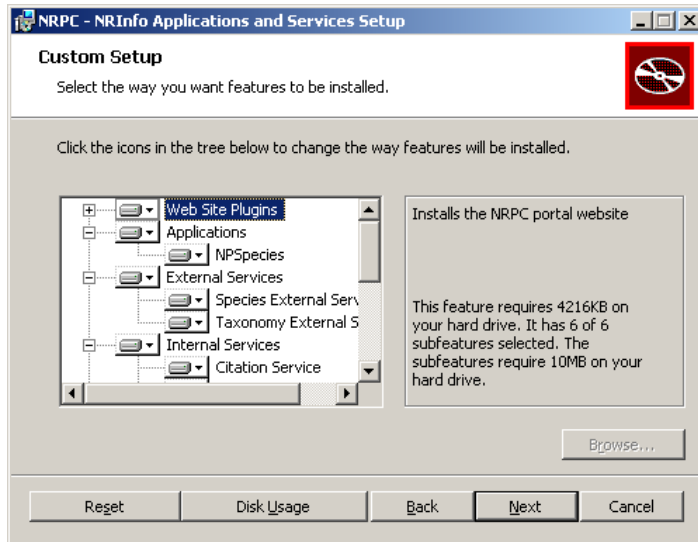 NRPC - NRInfo Applications and Services Setup
Custom Setup
Select the way you want features to be installed.
Click the icons in the tree below to change the way features will be installed.
Web Site Plugins
Applications
NPSpecies
External Services
Species External Serv
Taxonomy External S
Internal Services
Citation Service
Installs the NRPC portal website
This feature requires 4216KB on
your hard drive. It has 6 of 6
subfeatures selected. The
subfeatures require 10MB on your
hard drive.
Browse...
Reset
Disk Usage
Back
Next
Cancel